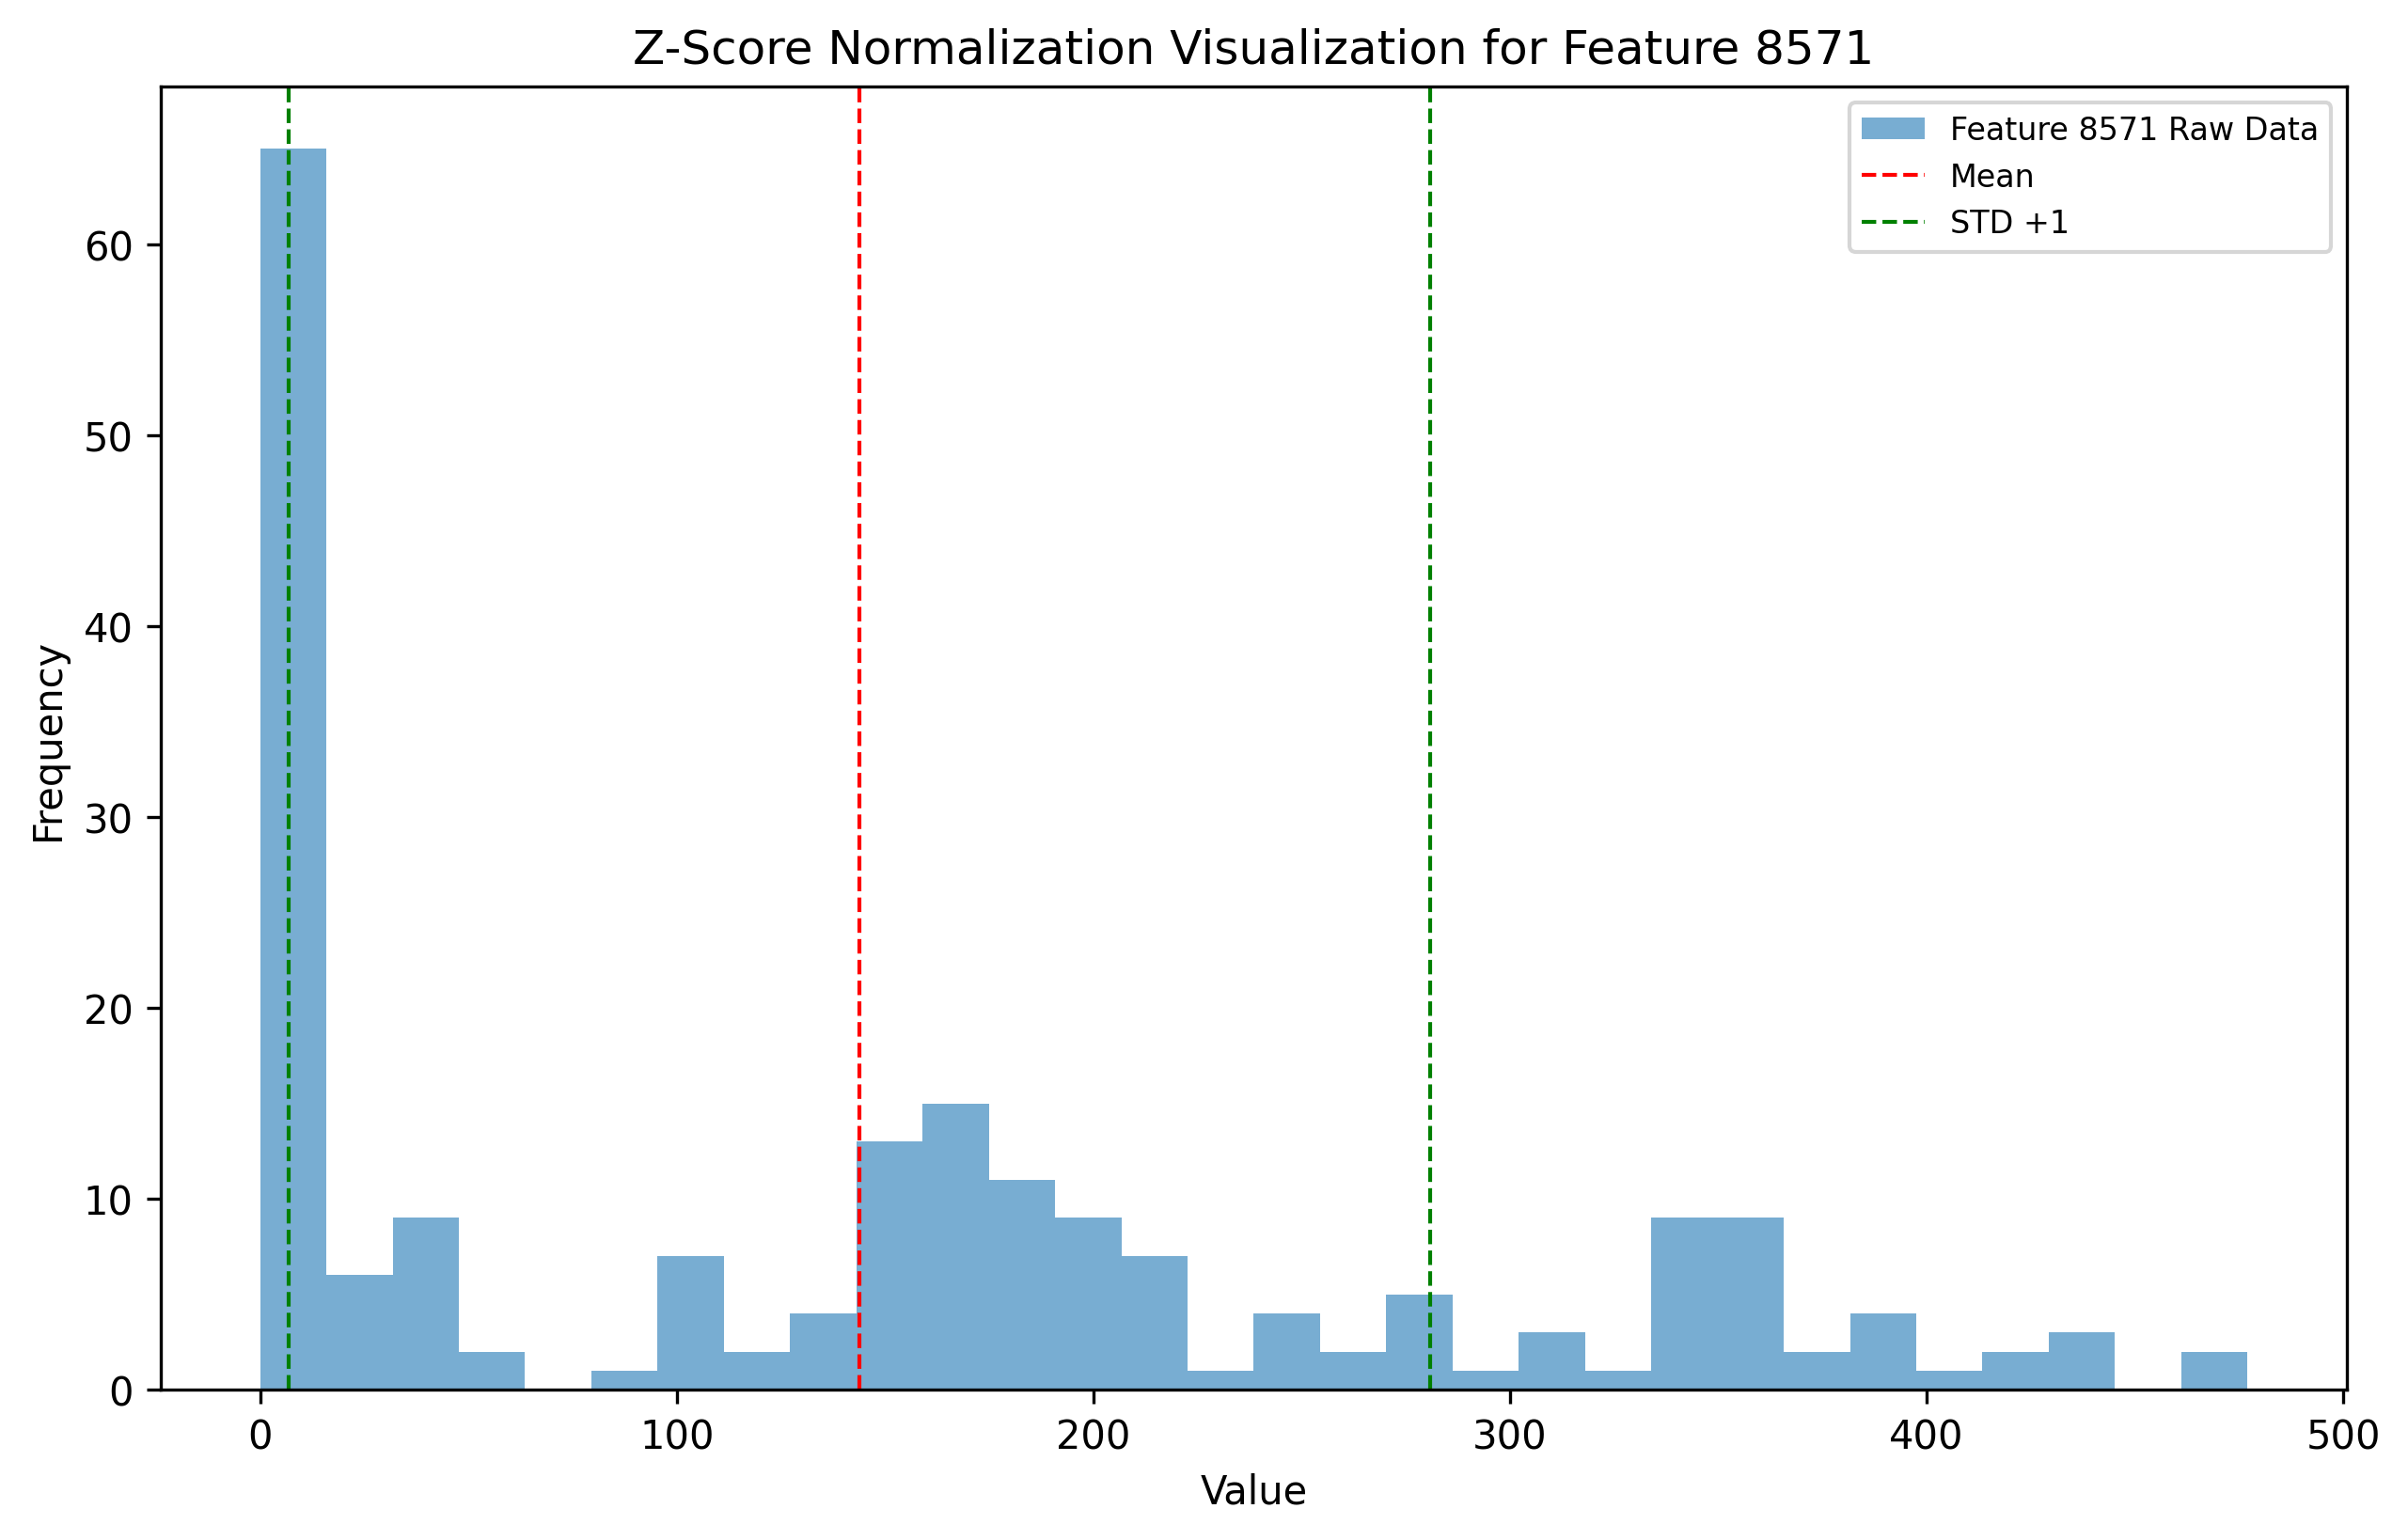 Z-Score Normalization Visualization for Feature 8571
Feature 8571 Raw Data
Mean
STD +1
60
50
40
30
20
10
0
Frequency
0 100 200 300 400 500
Value